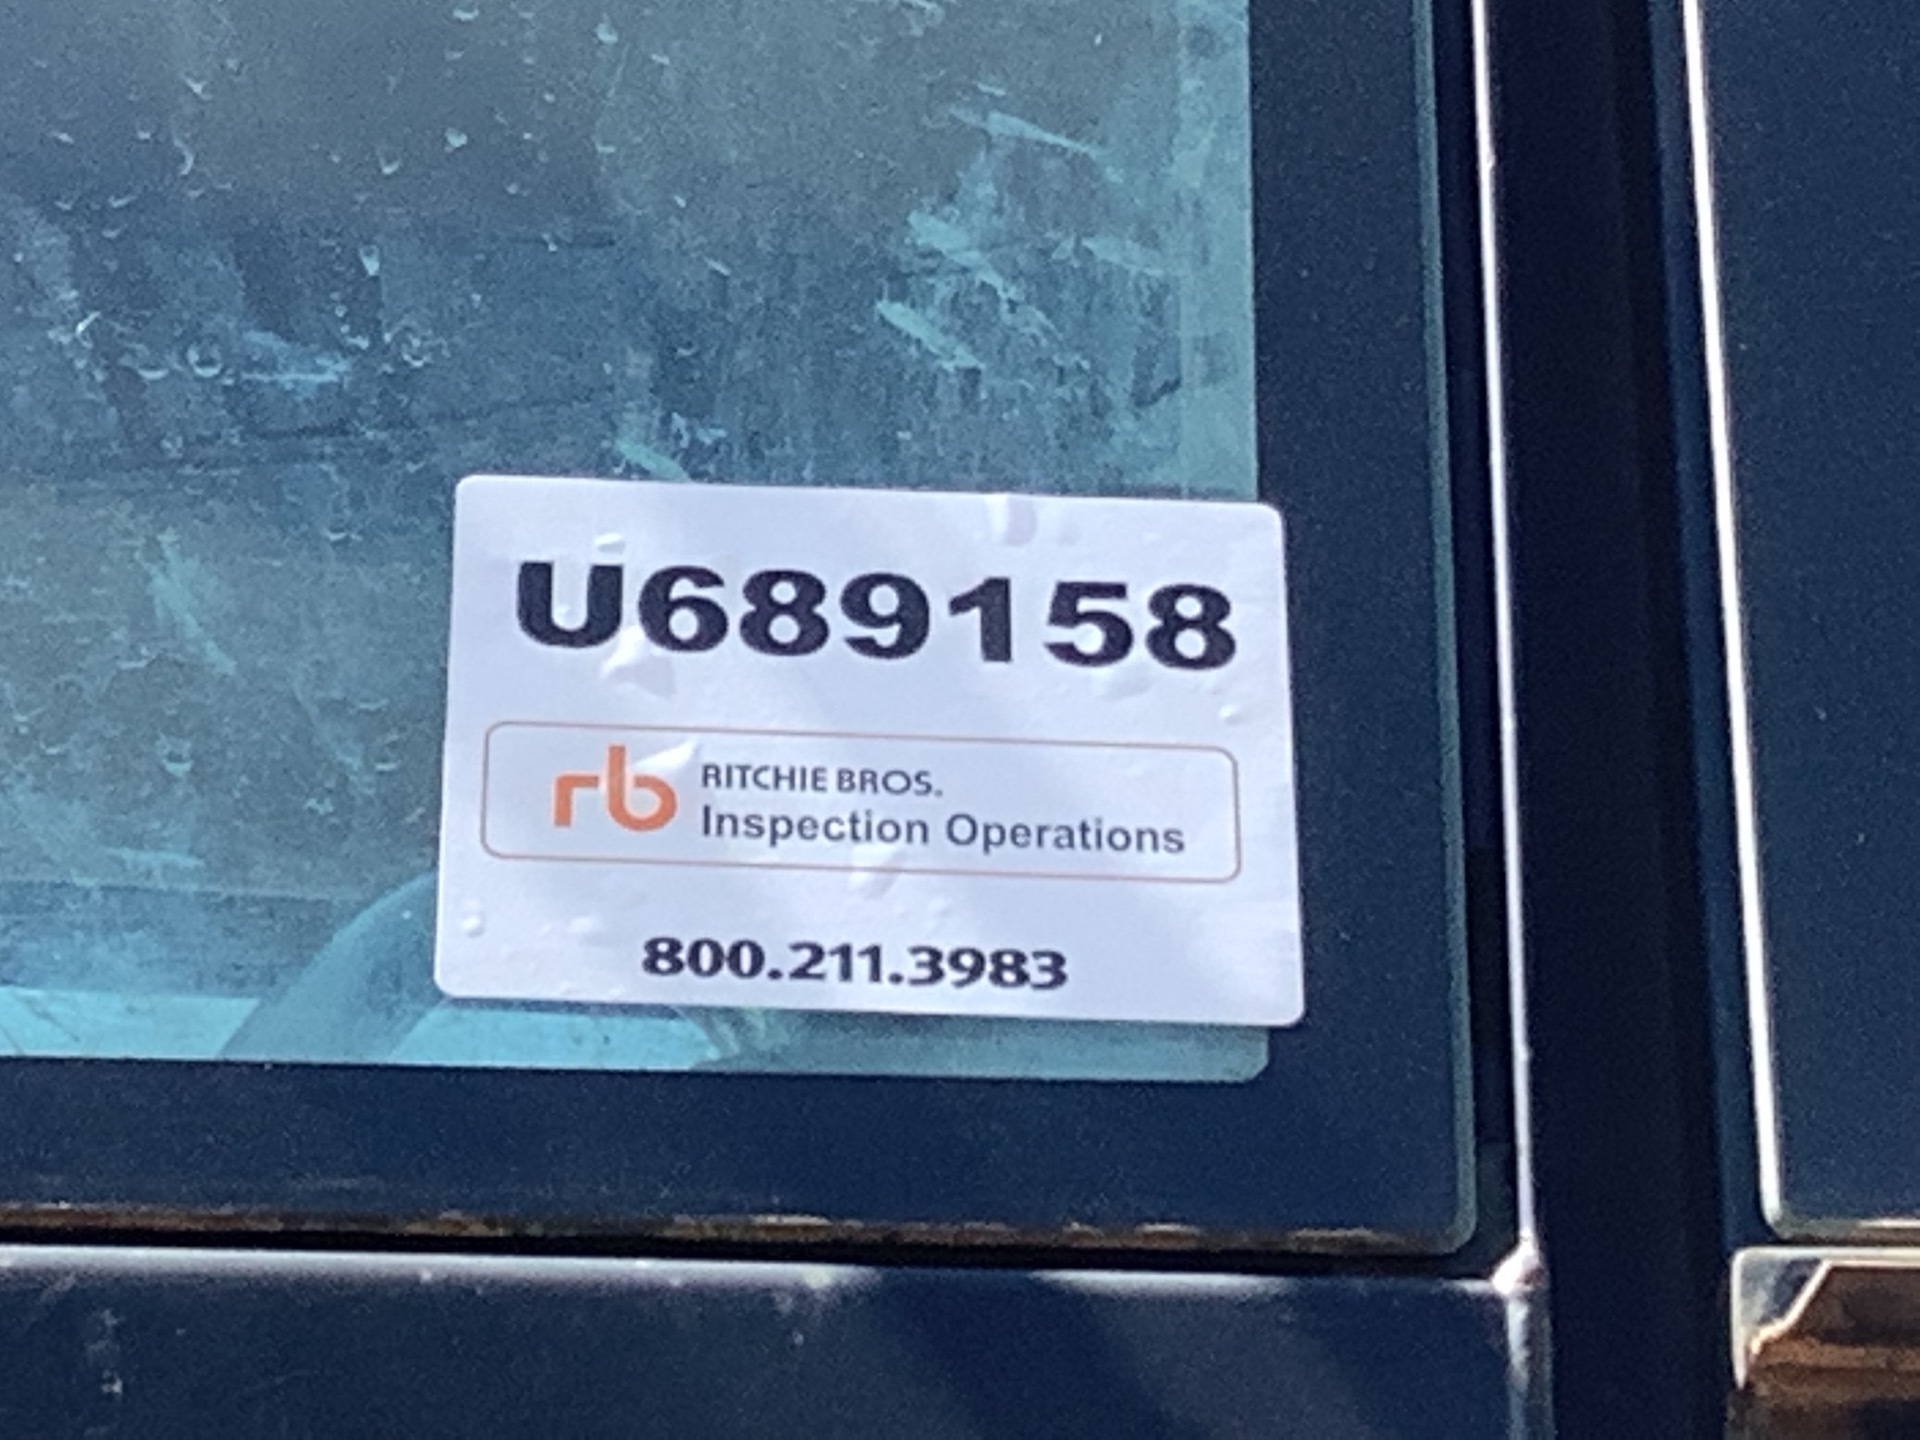 U689158
rb RITCHIE BROS.
Inspection Operations
800.211.3983